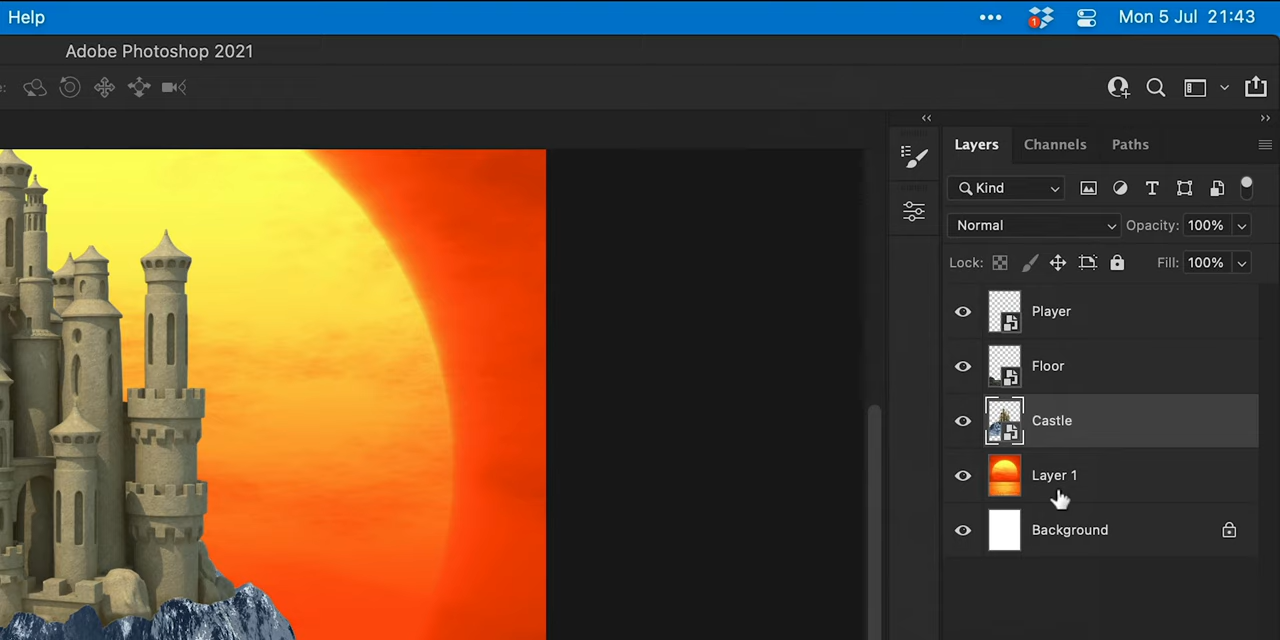 Help
••• 1 Mon 5 Jul 21:43
Adobe Photoshop 2021
e:
Layers Channels Paths
Kind
Normal Opacity: 100%
Lock: Fill: 100%
Player
Floor
Castle
Layer 1
Background